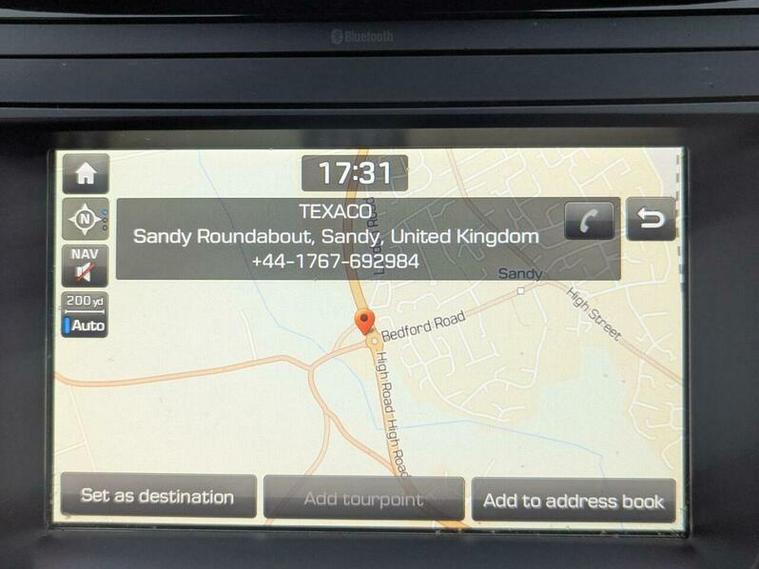 Bluetooth
17:31
N
TEXACO
Sandy Roundabout, Sandy, United Kingdom
+44-1767-692984
NAV
200 yd
Auto
Sandy
High Street
Bedford Road
High Road
High Road
Set as destination
Add tourpoint
Add to address book